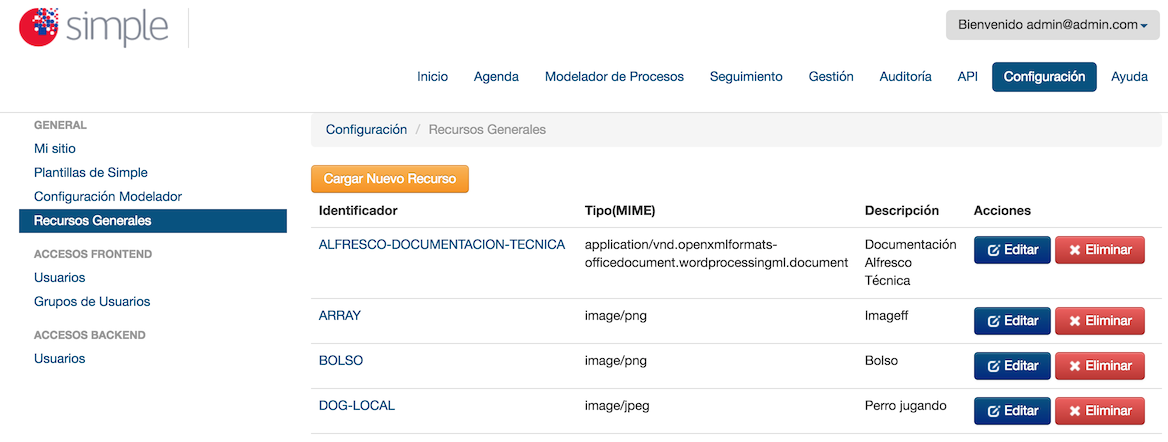 simple
Bienvenido admin@admin.com
Inicio Agenda Modelador de Procesos Seguimiento Gestión Auditoría API Configuración Ayuda
GENERAL
Mi sitio
Plantillas de Simple
Configuración Modelador
Recursos Generales
ACCESOS FRONTEND
Usuarios
Grupos de Usuarios
ACCESOS BACKEND
Usuarios
Configuración / Recursos Generales
Cargar Nuevo Recurso
Identificador Tipo(MIME) Descripción Acciones
ALFRESCO-DOCUMENTACION-TECNICA application/vnd.openxmlformats- Documentación Editar Eliminar
officedocument.wordprocessingml.document Alfresco
Técnica
ARRAY image/png Imageff Editar Eliminar
BOLSO image/png Bolso Editar Eliminar
DOG-LOCAL image/jpeg Perro jugando Editar Eliminar